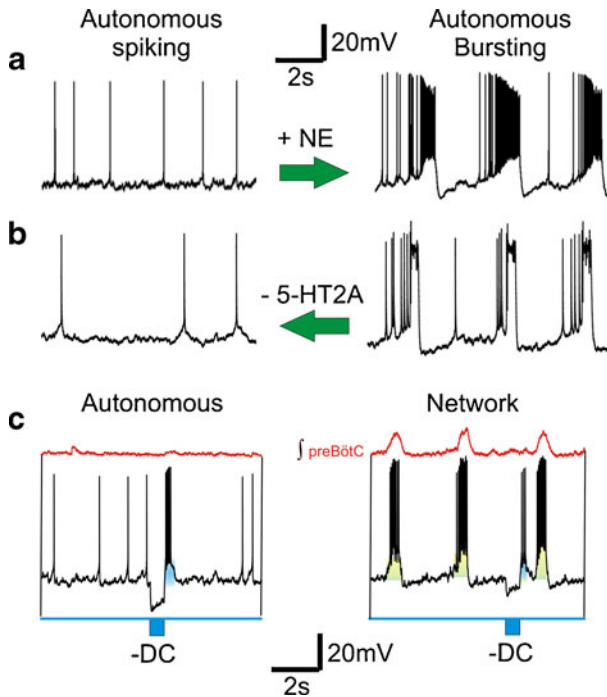 Autonomous
spiking
20mV
2s
Autonomous
Bursting
a
+ NE
b
- 5-HT2A
c
Autonomous
Network
∫ preBötC
-DC
-DC
20mV
2s